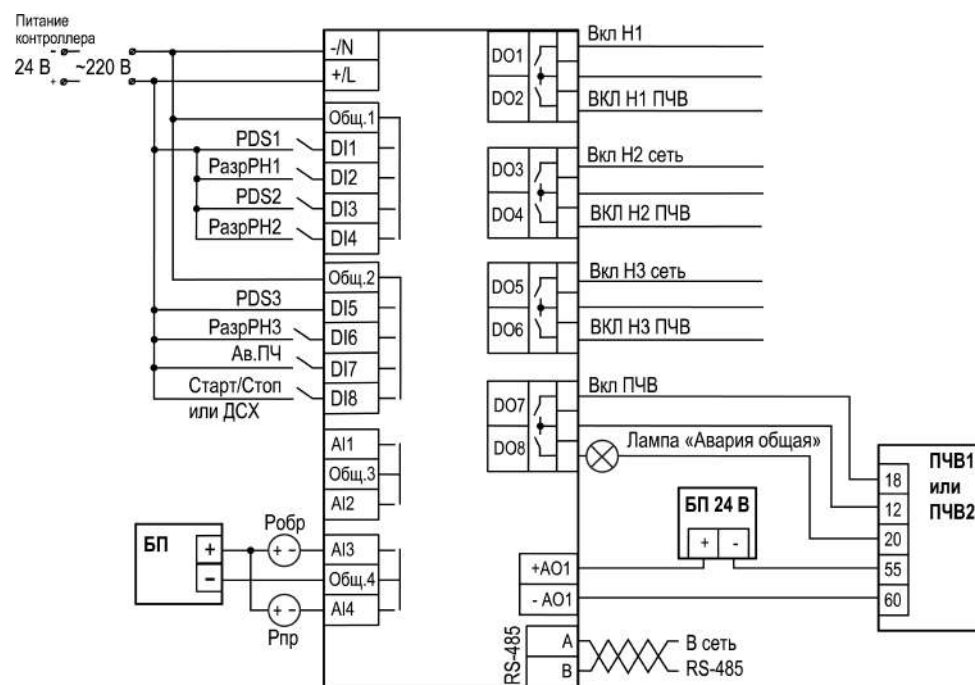 Питание
контроллера
24 В ~220 В
- 
+
-/N
+/L
Общ.1
PDS1 DI1
РазрРН1 DI2
PDS2 DI3
РазрРН2 DI4
Общ.2
PDS3 DI5
РазрРН3 DI6
Ав.ПЧ DI7
Старт/Стоп DI8
или ДСХ
AI1
Общ.3
AI2
БП + −
Робр + - AI3
Общ.4
+ - AI4
Рпр
DO1 Вкл Н1
DO2 ВКЛ Н1 ПЧВ
DO3 Вкл Н2 сеть
DO4 ВКЛ Н2 ПЧВ
DO5 Вкл Н3 сеть
DO6 ВКЛ Н3 ПЧВ
DO7 Вкл ПЧВ
DO8 Лампа «Авария общая»
БП 24 В
+ -
+AO1
- AO1
RS-485
A В сеть
B RS-485
ПЧВ1
или
ПЧВ2
18
12
20
55
60